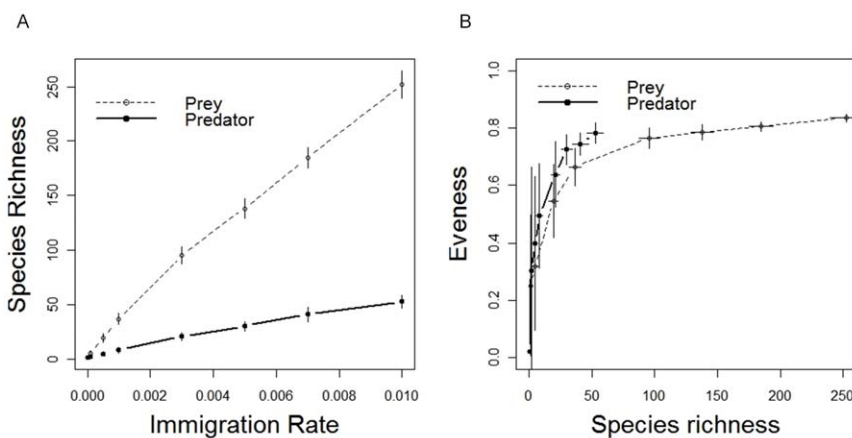 A
Species Richness
250
200
150
100
50
0
Prey
Predator
0.000 0.002 0.004 0.006 0.008 0.010
Immigration Rate
B
Eveness
1.0
0.8
0.6
0.4
0.2
0.0
Prey
Predator
0 50 100 150 200 250
Species richness